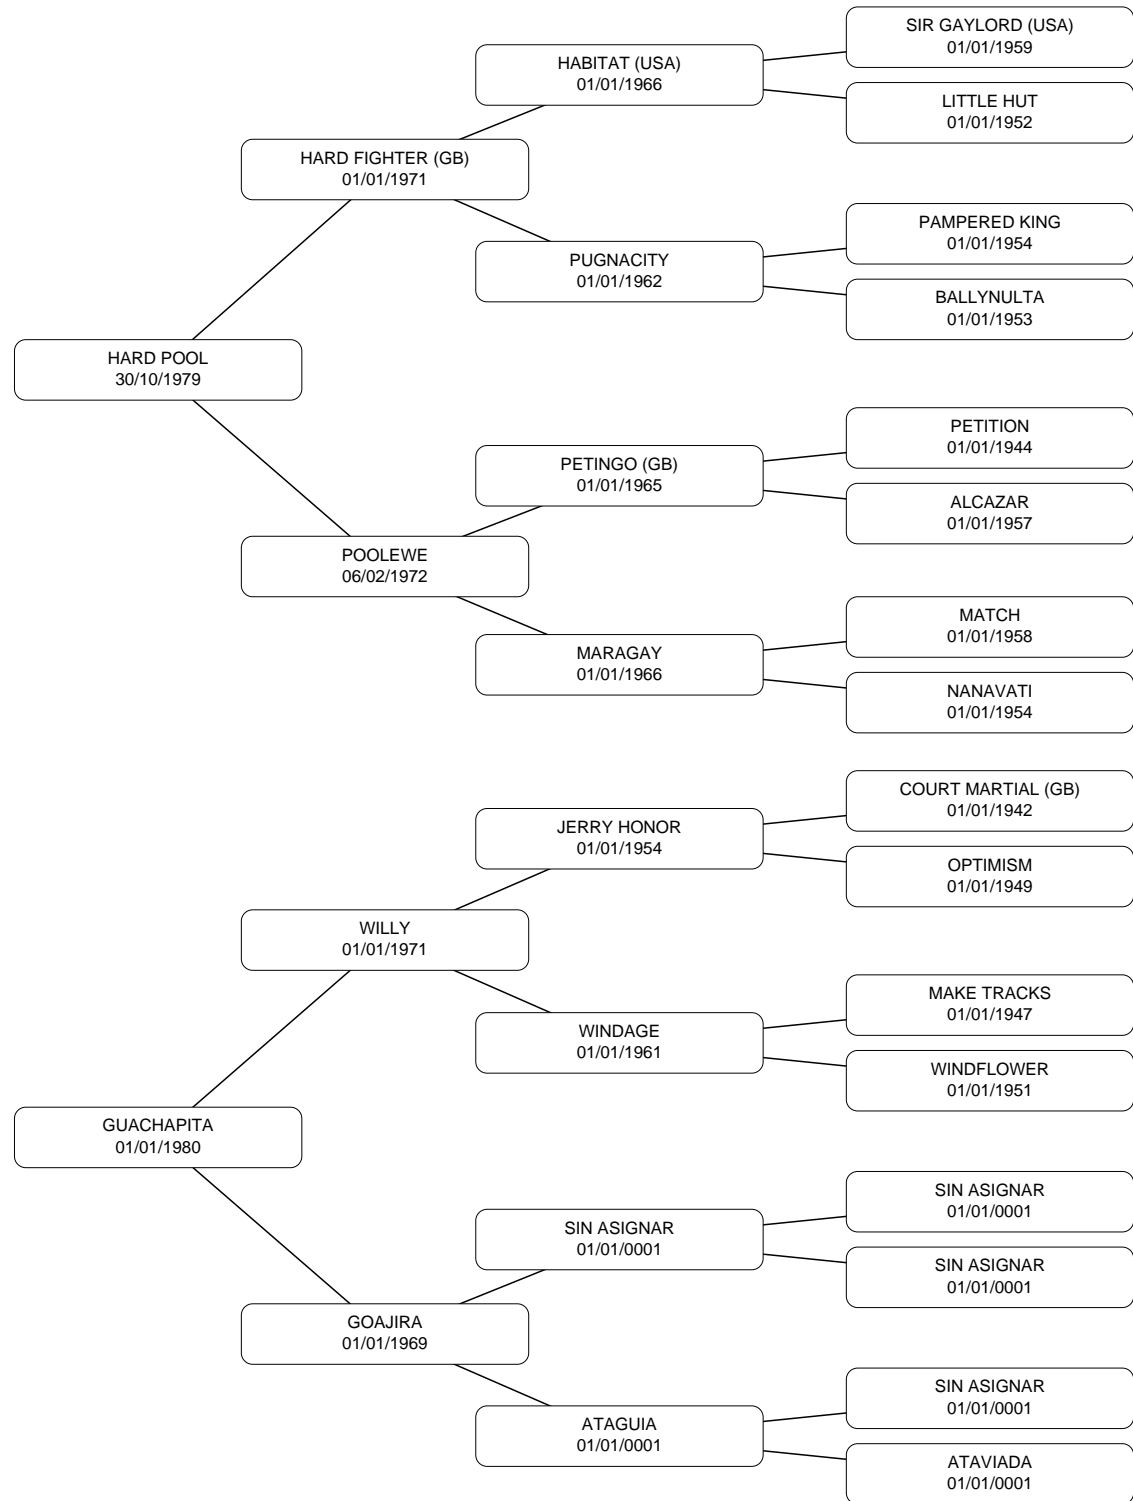 SIR GAYLORD (USA)
01/01/1959
HABITAT (USA)
01/01/1966
LITTLE HUT
01/01/1952
HARD FIGHTER (GB)
01/01/1971
PAMPERED KING
01/01/1954
PUGNACITY
01/01/1962
BALLYNULTA
01/01/1953
HARD POOL
30/10/1979
PETITION
01/01/1944
PETINGO (GB)
01/01/1965
ALCAZAR
01/01/1957
POOLEWE
06/02/1972
MATCH
01/01/1958
MARAGAY
01/01/1966
NANAVATI
01/01/1954
COURT MARTIAL (GB)
01/01/1942
JERRY HONOR
01/01/1954
OPTIMISM
01/01/1949
WILLY
01/01/1971
MAKE TRACKS
01/01/1947
WINDAGE
01/01/1961
WINDFLOWER
01/01/1951
GUACHAPITA
01/01/1980
SIN ASIGNAR
01/01/0001
SIN ASIGNAR
01/01/0001
SIN ASIGNAR
01/01/0001
GOAJIRA
01/01/1969
SIN ASIGNAR
01/01/0001
ATAGUIA
01/01/0001
ATAVIADA
01/01/0001